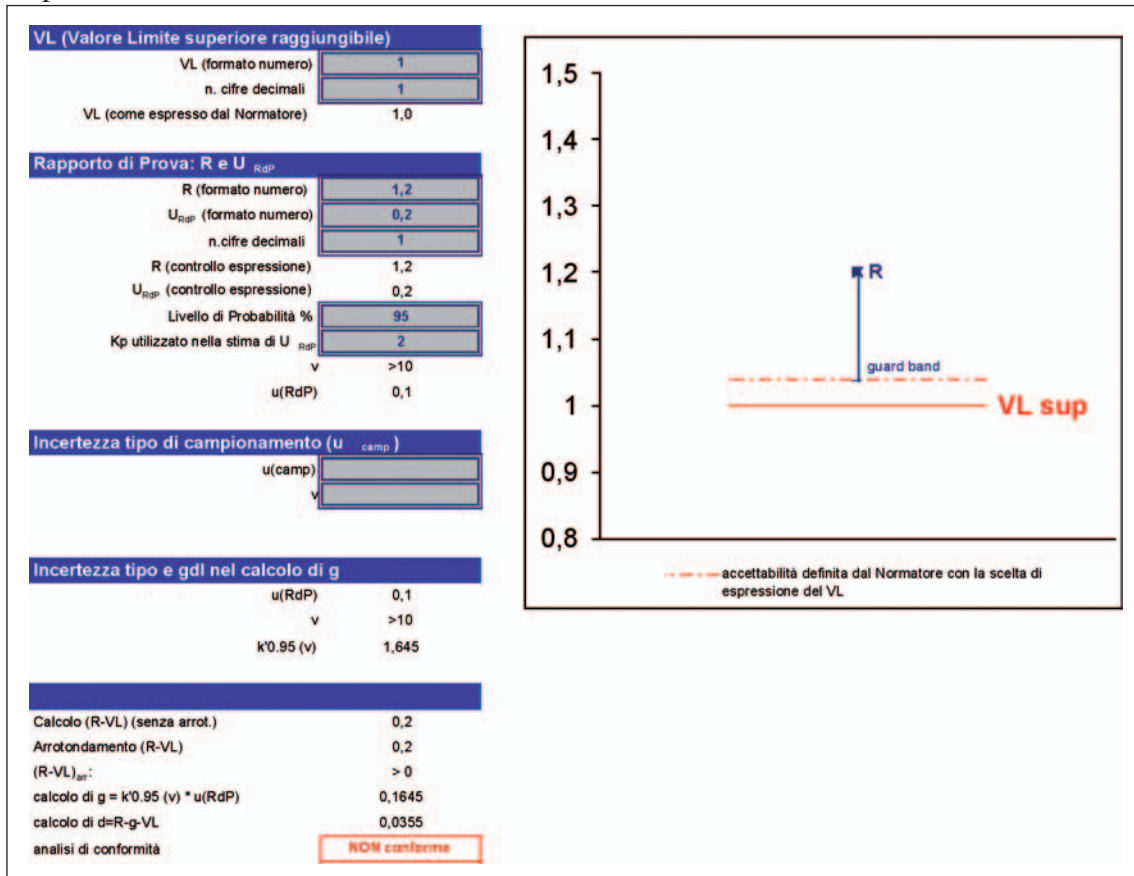 VL (Valore Limite superiore raggiungibile)
VL (formato numero) 1
n. cifre decimali 1
VL (come espresso dal Normatore) 1,0
Rapporto di Prova: R e U RdP
R (formato numero) 1,2
URdP (formato numero) 0,2
n.cifre decimali 1
R (controllo espressione) 1,2
URdP (controllo espressione) 0,2
Livello di Probabilità % 95
Kp utilizzato nella stima di U RdP 2
v >10
u(RdP) 0,1
Incertezza tipo di campionamento (u camp)
u(camp)
v
Incertezza tipo e gdl nel calcolo di g
u(RdP) 0,1
v >10
k'0.95 (v) 1,645
Calcolo (R-VL) (senza arrot.) 0,2
Arrotondamento (R-VL) 0,2
(R-VL)arr: > 0
calcolo di g = k'0.95 (v) * u(RdP) 0,1645
calcolo di d=R-g-VL 0,0355
analisi di conformità NON conforme
1,5
1,4
1,3
1,2
1,1
1
0,9
0,8
R
guard band
VL sup
accettabilità definita dal Normatore con la scelta di
espressione del VL